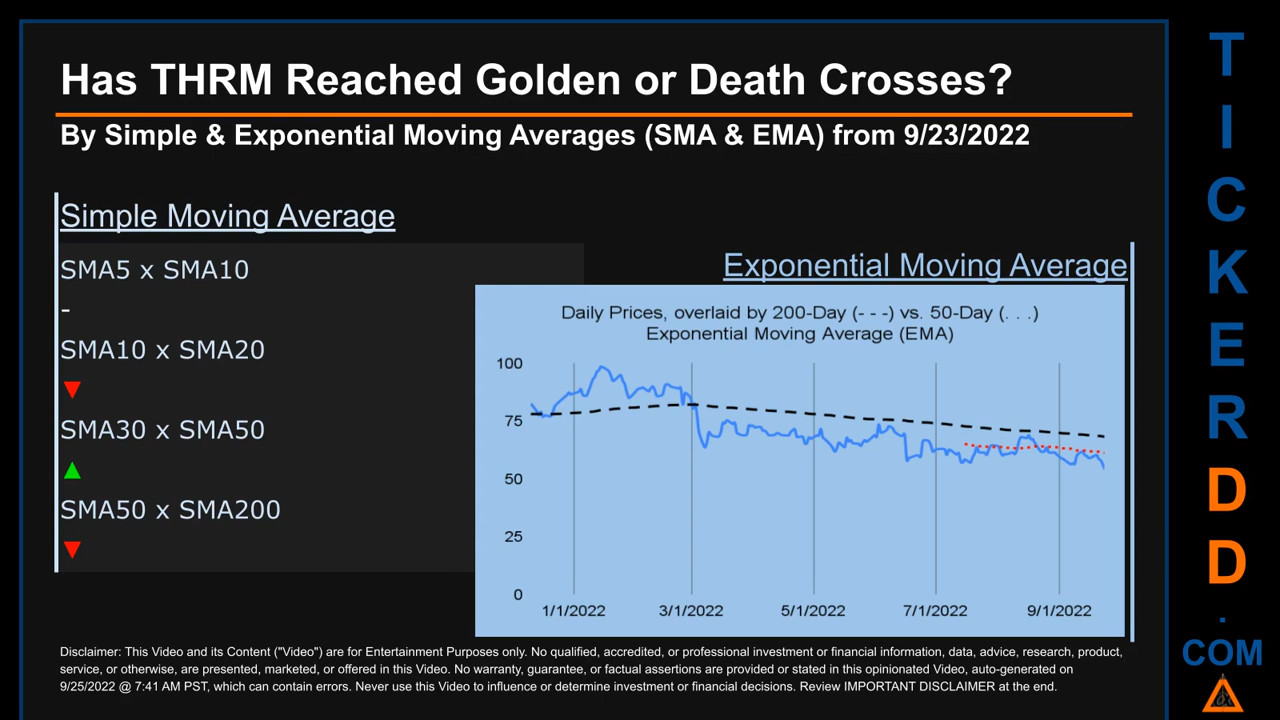 Has THRM Reached Golden or Death Crosses?
By Simple & Exponential Moving Averages (SMA & EMA) from 9/23/2022
Simple Moving Average
SMA5 x SMA10
-
SMA10 x SMA20
▼
SMA30 x SMA50
▲
SMA50 x SMA200
▼
Exponential Moving Average
Daily Prices, overlaid by 200-Day (- - -) vs. 50-Day (. . .)
Exponential Moving Average (EMA)
100
75
50
25
0
1/1/2022 3/1/2022 5/1/2022 7/1/2022 9/1/2022
Disclaimer: This Video and its Content ("Video") are for Entertainment Purposes only. No qualified, accredited, or professional investment or financial information, data, advice, research, product,
service, or otherwise, are presented, marketed, or offered in this Video. No warranty, guarantee, or factual assertions are provided or stated in this opinionated Video, auto-generated on
9/25/2022 @ 7:41 AM PST, which can contain errors. Never use this Video to influence or determine investment or financial decisions. Review IMPORTANT DISCLAIMER at the end.
T
I
C
K
E
R
D
D
.
COM